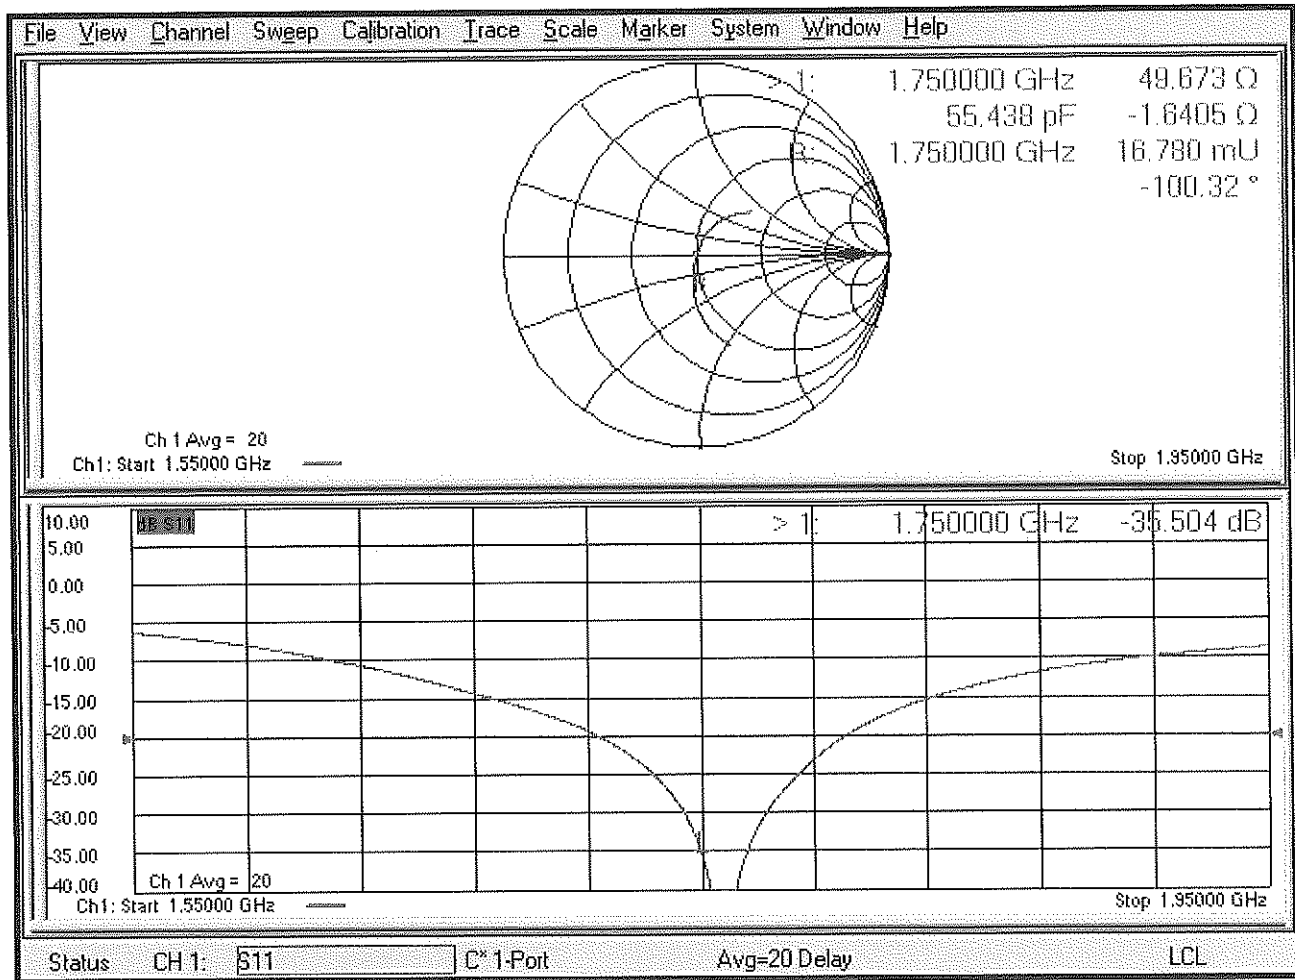 File View Channel Sweep Calibration Trace Scale Marker System Window Help
> 1: 1.750000 GHz 49.673 Ω
55.438 pF -1.6405 Ω
R: 1.750000 GHz 16.780 mU
-100.32 °
Ch 1 Avg = 20
Ch1: Start 1.55000 GHz
Stop 1.95000 GHz
10.00
dB S11
> 1: 1.750000 GHz -35.504 dB
5.00
0.00
-5.00
-10.00
-15.00
-20.00
-25.00
-30.00
-35.00
-40.00
Ch 1 Avg = 20
Ch1: Start 1.55000 GHz
Stop 1.95000 GHz
Status CH 1: S11 C* 1-Port Avg=20 Delay LCL